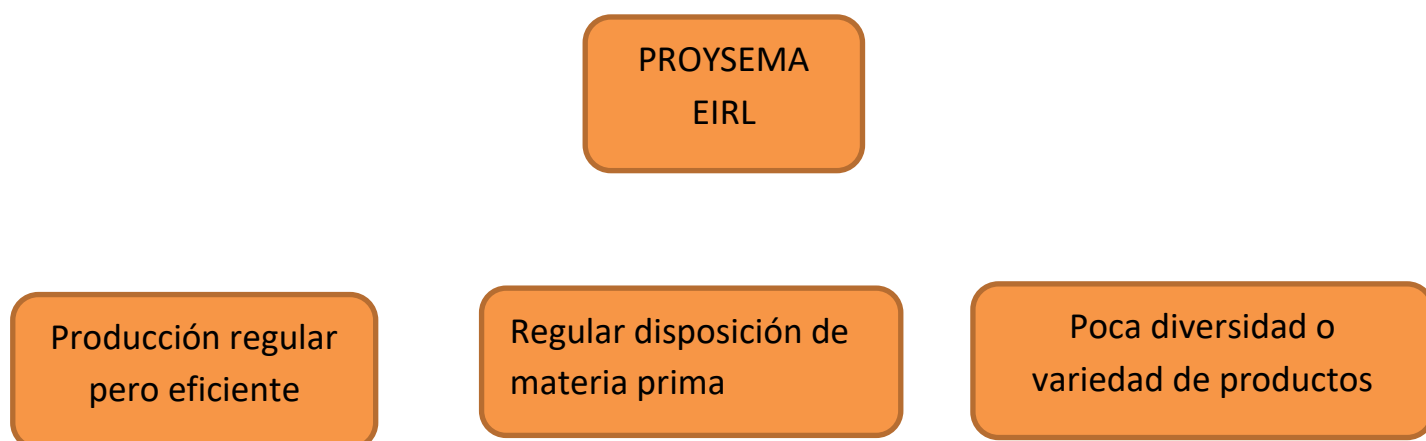 PROYSEMA
EIRL
Producción regular
pero eficiente
Regular disposición de
materia prima
Poca diversidad o
variedad de productos